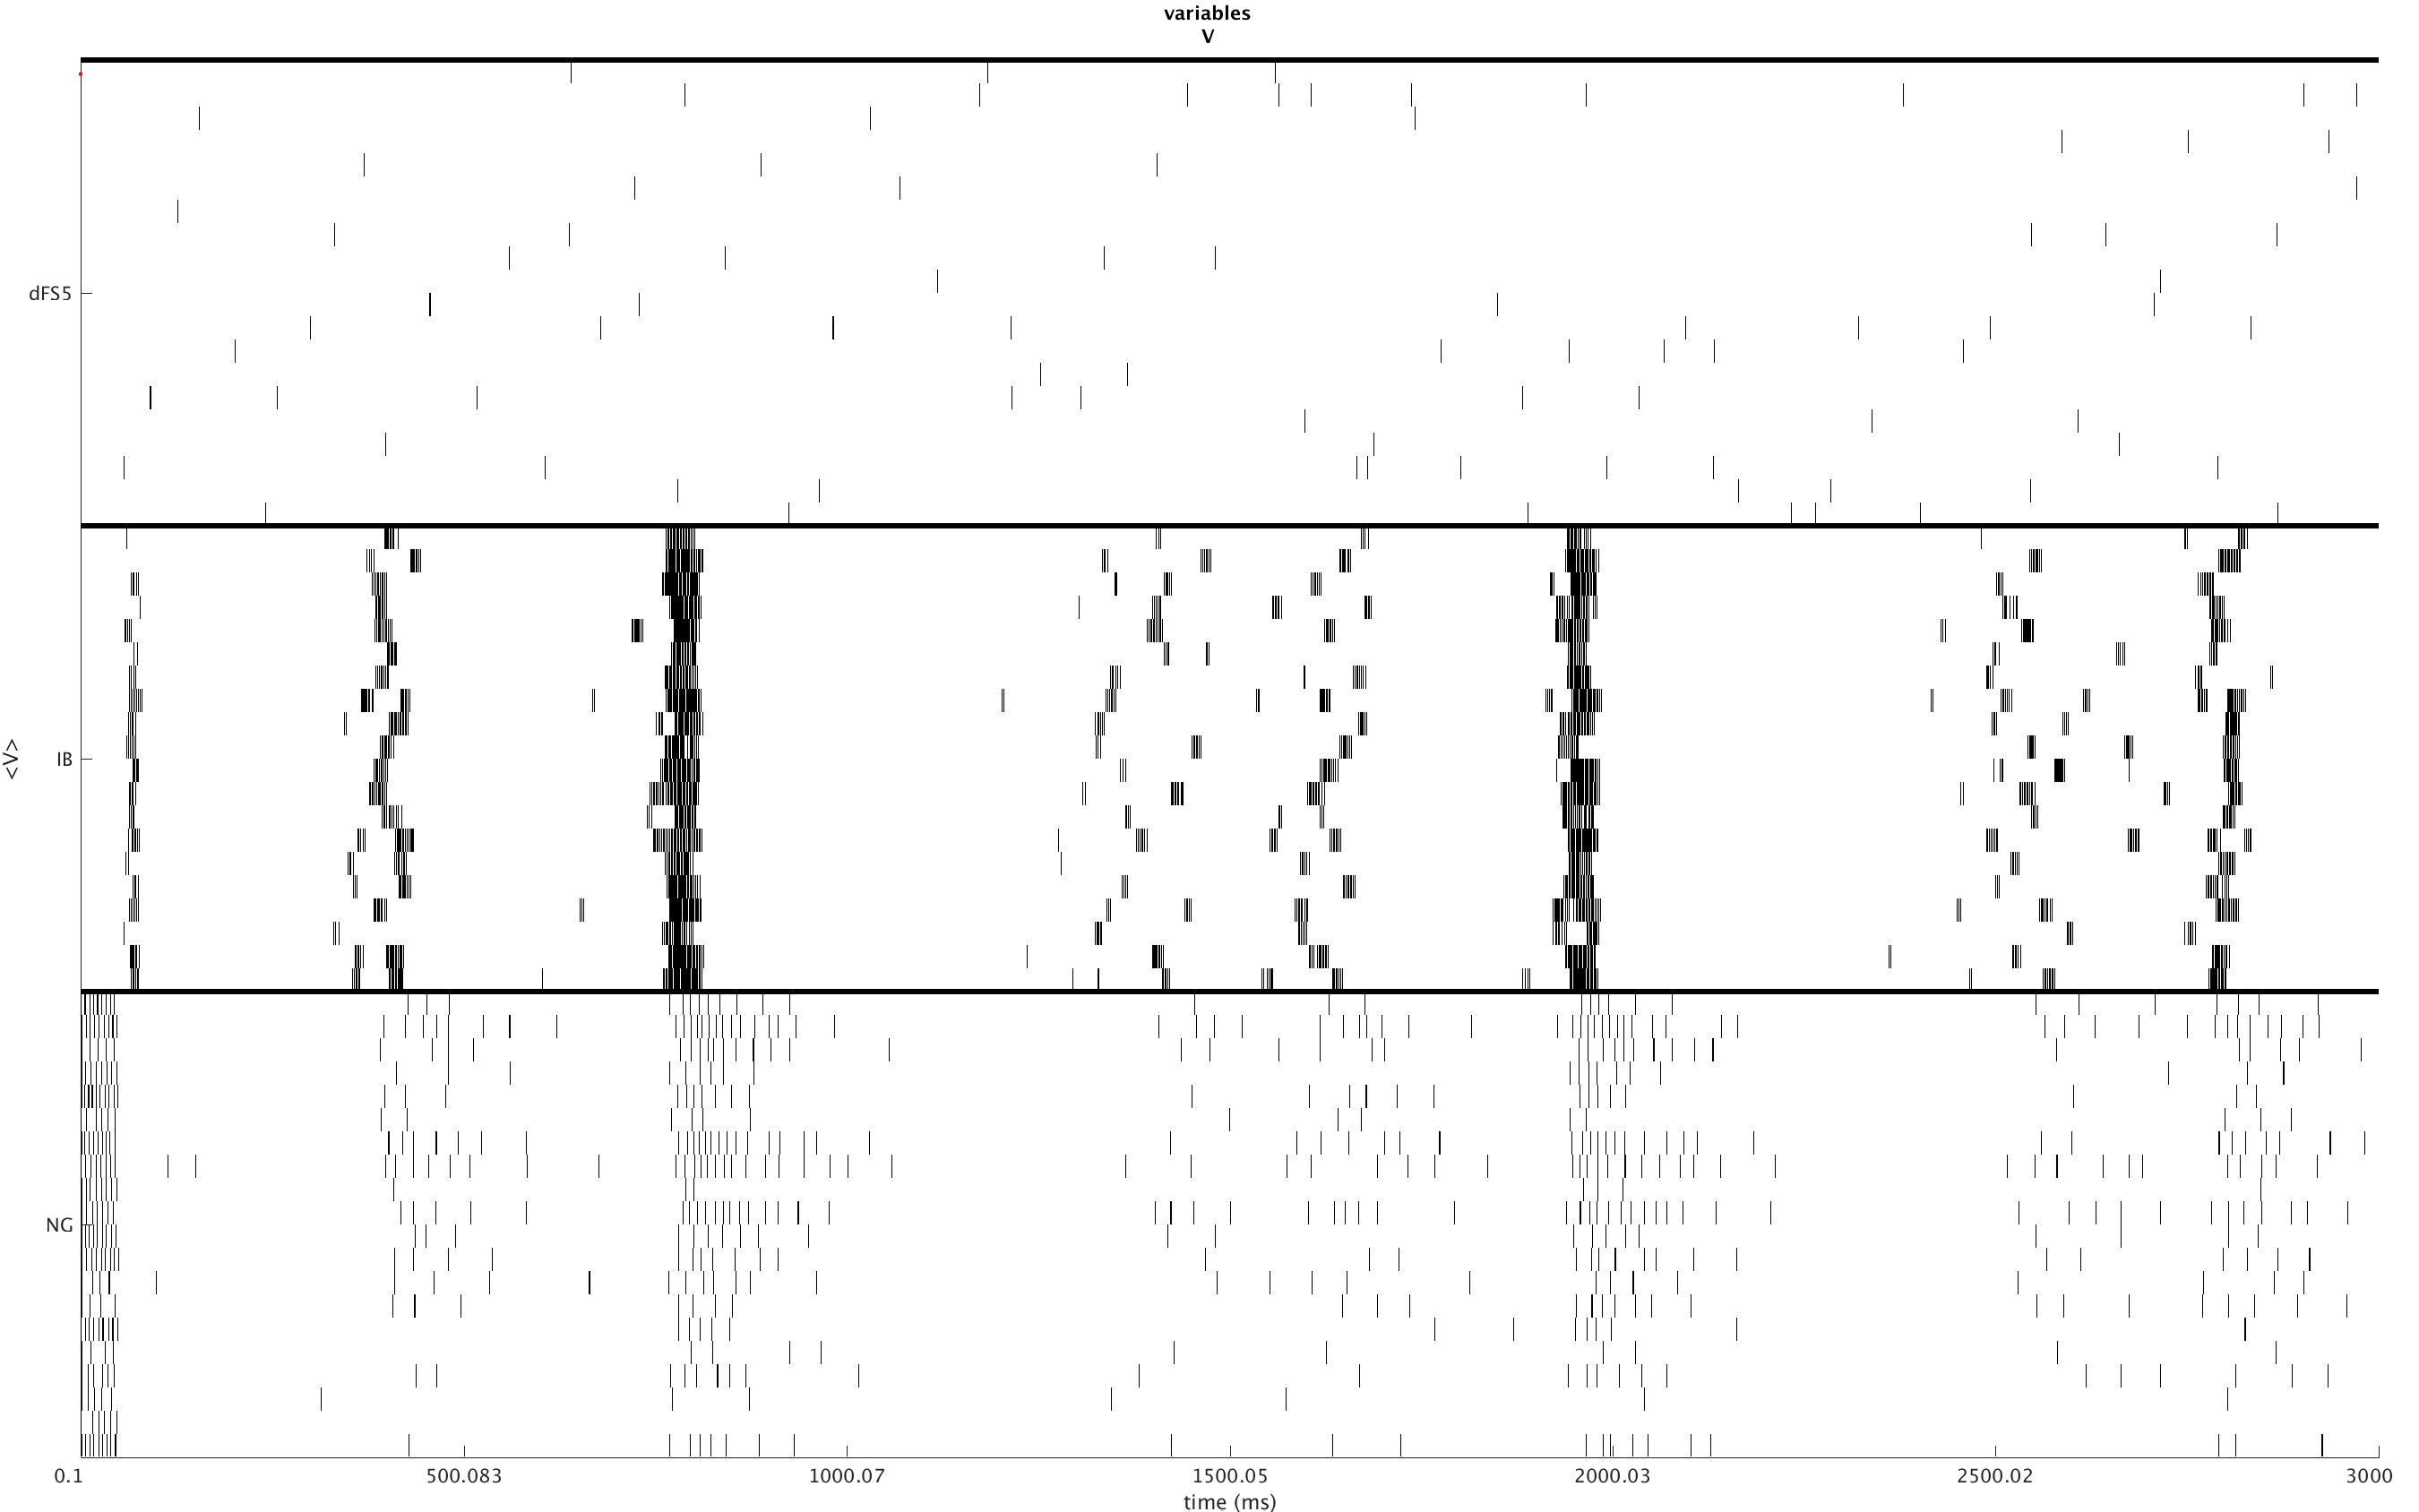 variables
V
dFS5
IB
<V>
NG
0.1
500.083
1000.07
1500.05
2000.03
2500.02
3000
time (ms)